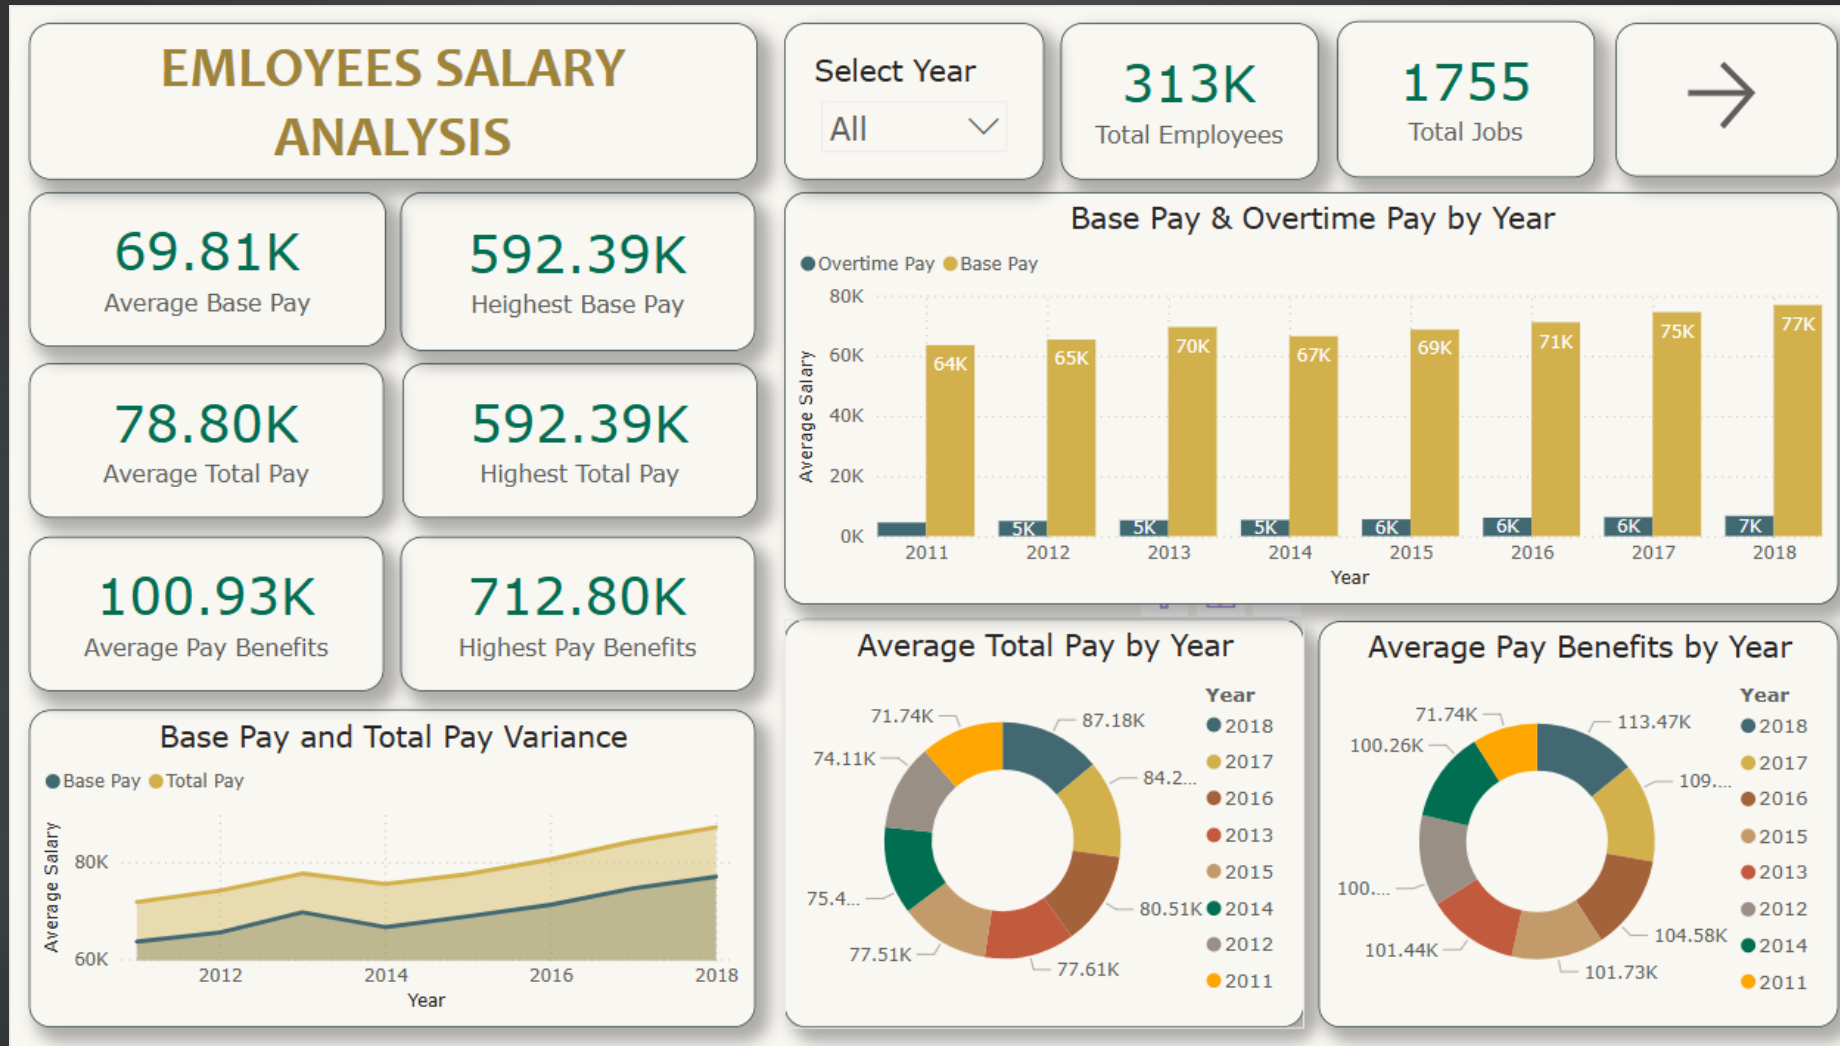 EMLOYEES SALARY
ANALYSIS
Select Year
All
313K
Total Employees
1755
Total Jobs
69.81K
Average Base Pay
592.39K
Heighest Base Pay
78.80K
Average Total Pay
592.39K
Highest Total Pay
100.93K
Average Pay Benefits
712.80K
Highest Pay Benefits
Base Pay & Overtime Pay by Year
Overtime Pay Base Pay
80K
60K
40K
20K
0K
Average Salary
64K
65K
70K
67K
69K
71K
75K
77K
5K
5K
5K
6K
6K
6K
7K
2011 2012 2013 2014 2015 2016 2017 2018
Year
Base Pay and Total Pay Variance
Base Pay Total Pay
Average Salary
80K
60K
2012 2014 2016 2018
Year
Average Total Pay by Year
71.74K
87.18K
74.11K
84.2...
75.4...
80.51K
77.51K
77.61K
Year
2018
2017
2016
2013
2015
2014
2012
2011
Average Pay Benefits by Year
71.74K
113.47K
100.26K
109....
100....
104.58K
101.44K
101.73K
Year
2018
2017
2016
2015
2013
2012
2014
2011